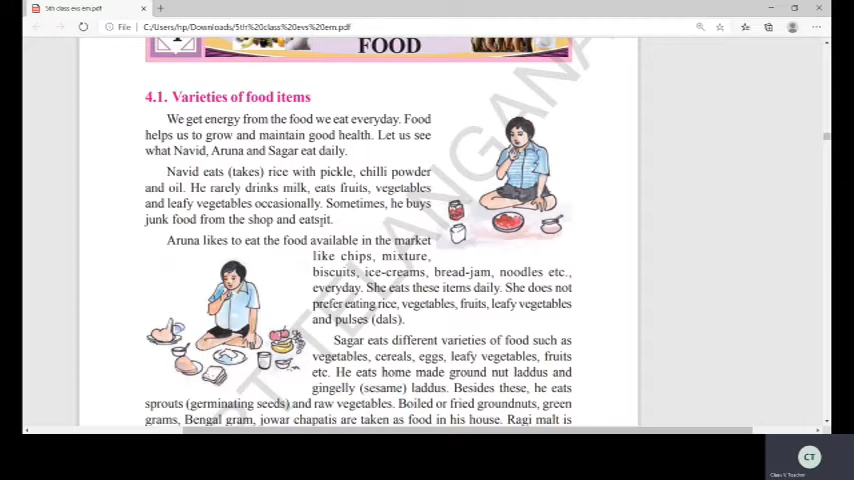 5th class evs em.pdf
File | C:/Users/hp/Downloads/5th%20class%20evs%20em.pdf
FOOD
4.1. Varieties of food items
We get energy from the food we eat everyday. Food
helps us to grow and maintain good health. Let us see
what Navid, Aruna and Sagar eat daily.
Navid eats (takes) rice with pickle, chilli powder
and oil. He rarely drinks milk, eats fruits, vegetables
and leafy vegetables occasionally. Sometimes, he buys
junk food from the shop and eats it.
Aruna likes to eat the food available in the market
like chips, mixture,
biscuits, ice-creams, bread-jam, noodles etc.,
everyday. She eats these items daily. She does not
prefer eating rice, vegetables, fruits, leafy vegetables
and pulses (dals).
Sagar eats different varieties of food such as
vegetables, cereals, eggs, leafy vegetables, fruits
etc. He eats home made ground nut laddus and
gingelly (sesame) laddus. Besides these, he eats
sprouts (germinating seeds) and raw vegetables. Boiled or fried groundnuts, green
grams, Bengal gram, jowar chapatis are taken as food in his house. Ragi malt is
TELANGANA
CT
Class V Teacher